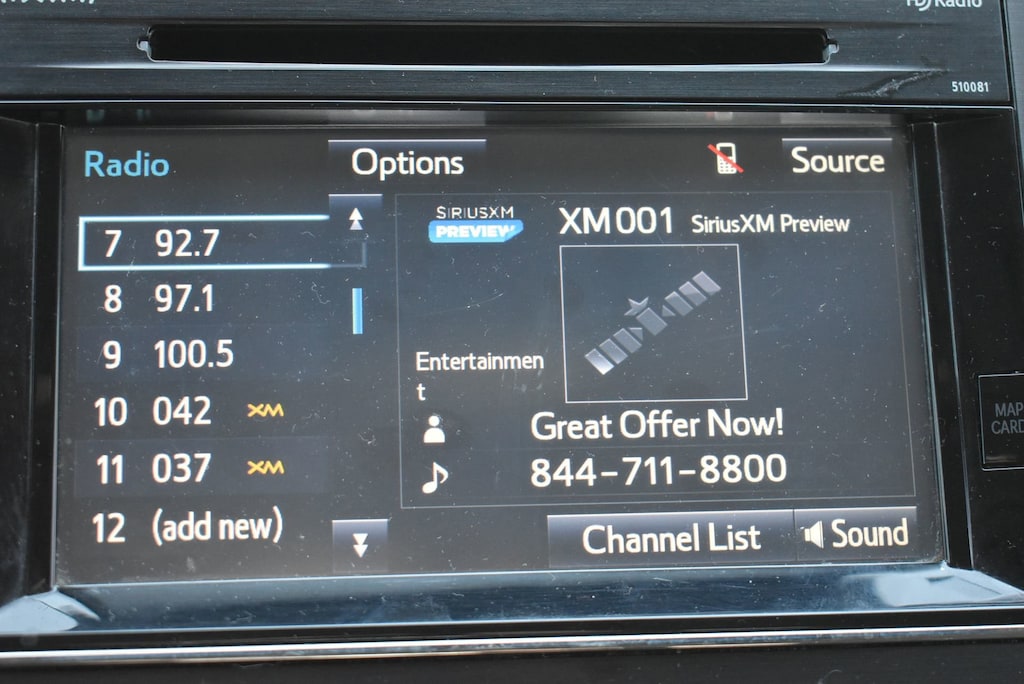 HD Radio
510081
Radio
Options
Source
7 92.7
8 97.1
9 100.5
10 042 XM
11 037 XM
12 (add new)
SIRIUSXM
PREVIEW
XM001 SiriusXM Preview
Entertainmen
t
Great Offer Now!
844-711-8800
Channel List
Sound
MAP
CARD